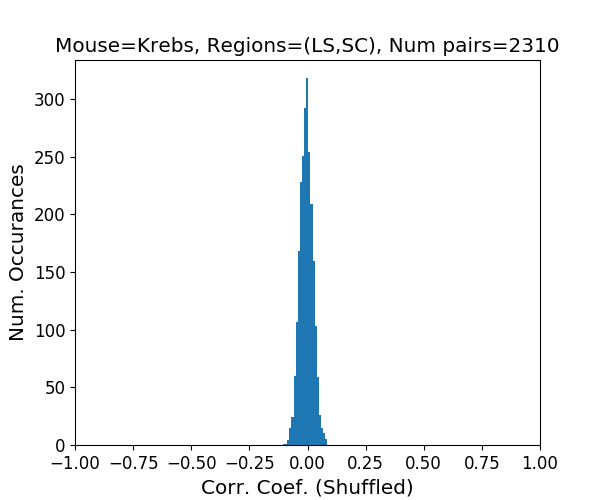 Mouse=Krebs, Regions=(LS,SC), Num pairs=2310
300
250
200
150
100
50
0
Num. Occurances
−1.00 −0.75 −0.50 −0.25 0.00 0.25 0.50 0.75 1.00
Corr. Coef. (Shuffled)